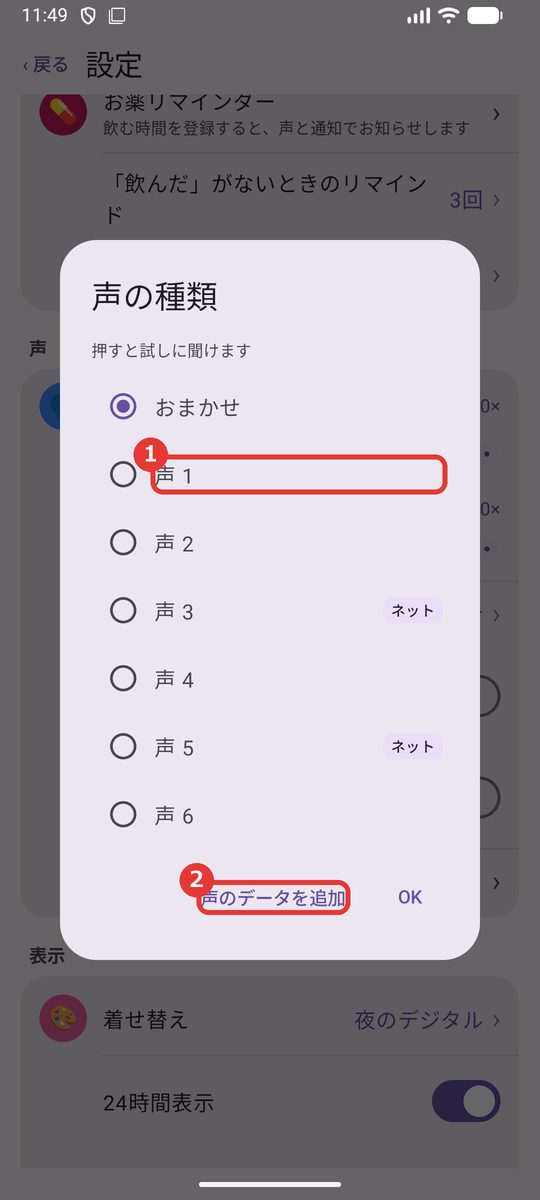 11:49
‹ 戻る 設定
お薬リマインダー
飲む時間を登録すると、声と通知でお知らせします
「飲んだ」がないときのリマイン
ド
3回
声の種類
押すと試しに聞けます
声
おまかせ
0×
1
声 1
0×
声 2
声 3 ネット
声 4
声 5 ネット
声 6
2
声のデータを追加 OK
表示
着せ替え 夜のデジタル
24時間表示